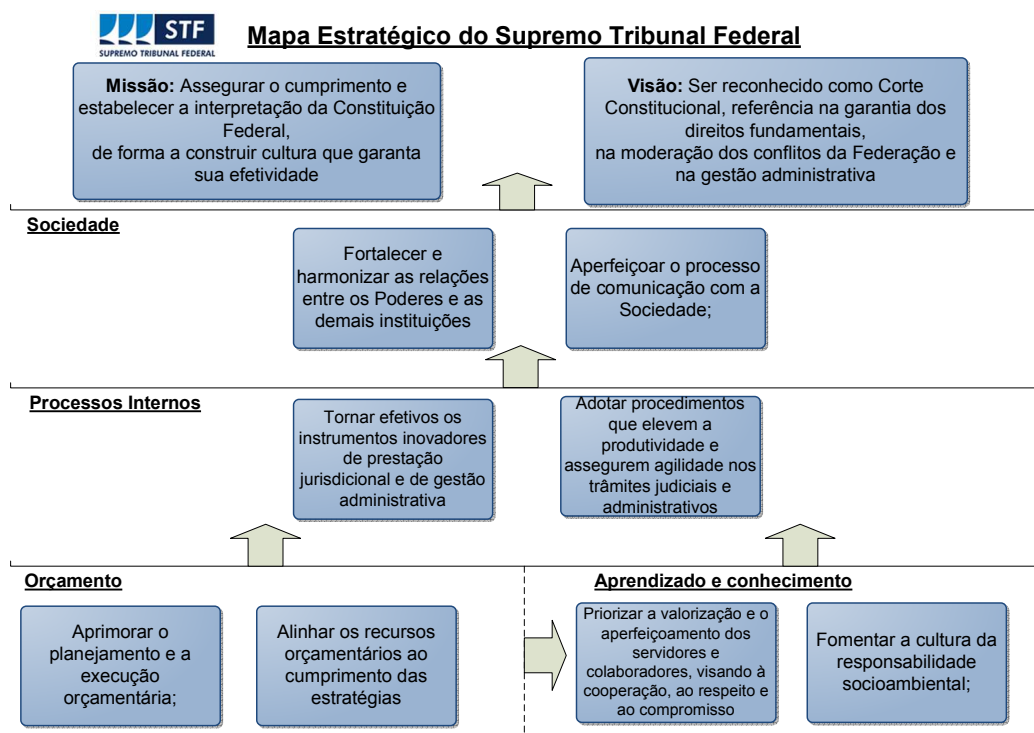 STF
SUPREMO TRIBUNAL FEDERAL
Mapa Estratégico do Supremo Tribunal Federal
Missão: Assegurar o cumprimento e
estabelecer a interpretação da Constituição
Federal,
de forma a construir cultura que garanta
sua efetividade
Visão: Ser reconhecido como Corte
Constitucional, referência na garantia dos
direitos fundamentais,
na moderação dos conflitos da Federação e
na gestão administrativa
Sociedade
Fortalecer e
harmonizar as relações
entre os Poderes e as
demais instituições
Aperfeiçoar o processo
de comunicação com a
Sociedade;
Processos Internos
Tornar efetivos os
instrumentos inovadores
de prestação
jurisdicional e de gestão
administrativa
Adotar procedimentos
que elevem a
produtividade e
assegurem agilidade nos
trâmites judiciais e
administrativos
Orçamento
Aprimorar o
planejamento e a
execução
orçamentária;
Alinhar os recursos
orçamentários ao
cumprimento das
estratégias
Aprendizado e conhecimento
Priorizar a valorização e o
aperfeiçoamento dos
servidores e
colaboradores, visando à
cooperação, ao respeito e
ao compromisso
Fomentar a cultura da
responsabilidade
socioambiental;